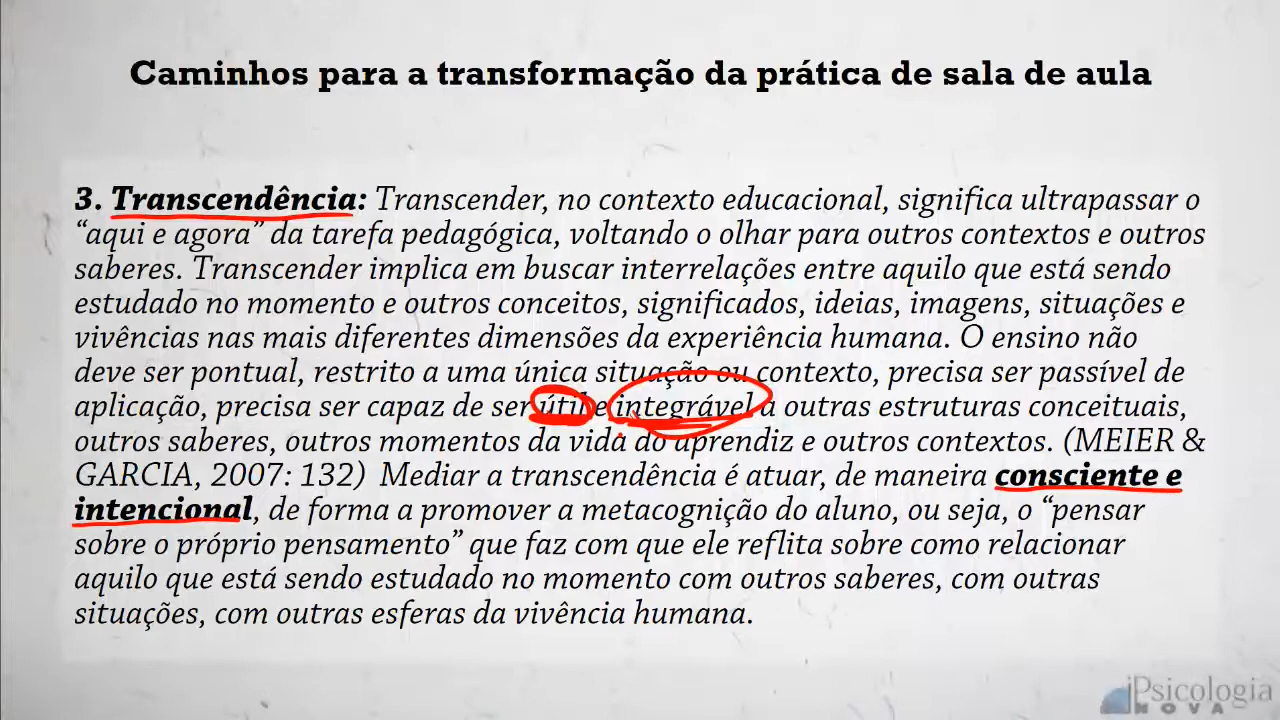 Caminhos para a transformação da prática de sala de aula
3. Transcendência: Transcender, no contexto educacional, significa ultrapassar o
“aqui e agora” da tarefa pedagógica, voltando o olhar para outros contextos e outros
saberes. Transcender implica em buscar interrelações entre aquilo que está sendo
estudado no momento e outros conceitos, significados, ideias, imagens, situações e
vivências nas mais diferentes dimensões da experiência humana. O ensino não
deve ser pontual, restrito a uma única situação ou contexto, precisa ser passível de
aplicação, precisa ser capaz de ser útil e integrável a outras estruturas conceituais,
outros saberes, outros momentos da vida do aprendiz e outros contextos. (MEIER &
GARCIA, 2007: 132) Mediar a transcendência é atuar, de maneira consciente e
intencional, de forma a promover a metacognição do aluno, ou seja, o “pensar
sobre o próprio pensamento” que faz com que ele reflita sobre como relacionar
aquilo que está sendo estudado no momento com outros saberes, com outras
situações, com outras esferas da vivência humana.
Psicologia
NOVA